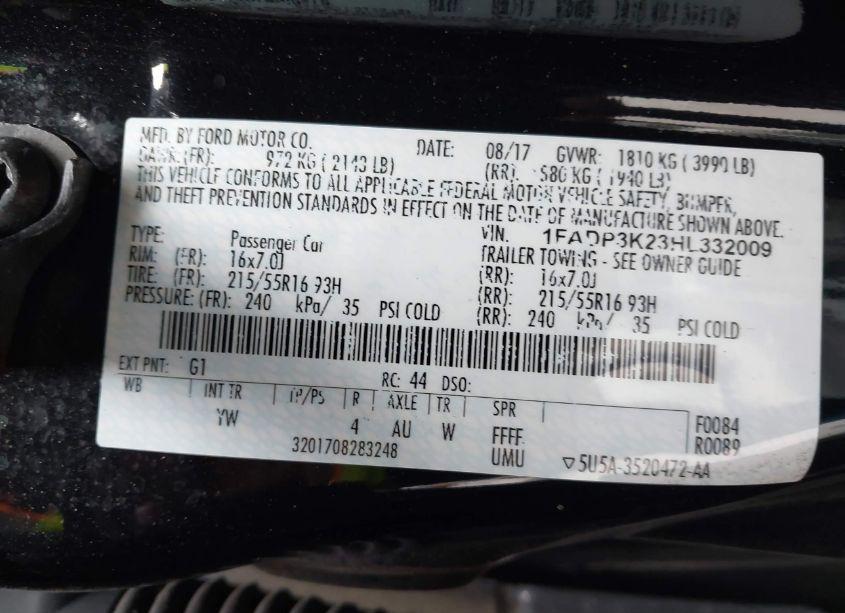 MFD. BY FORD MOTOR CO. DATE: 08/17 GVWR: 1810 KG ( 3990 LB)
GAWR: (FR): 972 KG ( 2143 LB) (RR): 880 KG ( 1940 LB)
THIS VEHICLE CONFORMS TO ALL APPLICABLE FEDERAL MOTOR VEHICLE SAFETY, BUMPER,
AND THEFT PREVENTION STANDARDS IN EFFECT ON THE DATE OF MANUFACTURE SHOWN ABOVE.
VIN: 1FADP3K23HL332009
TYPE: Passenger Car TRAILER TOWING - SEE OWNER GUIDE
RIM: (FR): 16x7.0J (RR): 16x7.0J
TIRE: (FR): 215/55R16 93H (RR): 215/55R16 93H
PRESSURE: (FR): 240 kPa/ 35 PSI COLD (RR): 240 kPa/ 35 PSI COLD
EXT PNT: G1 RC: 44 DSO:
WB INT TR TP/PS R AXLE TR SPR
YW 4 AU W FFFF F0084
3201708283248 UMU R0089
5U5A-3520472-AA